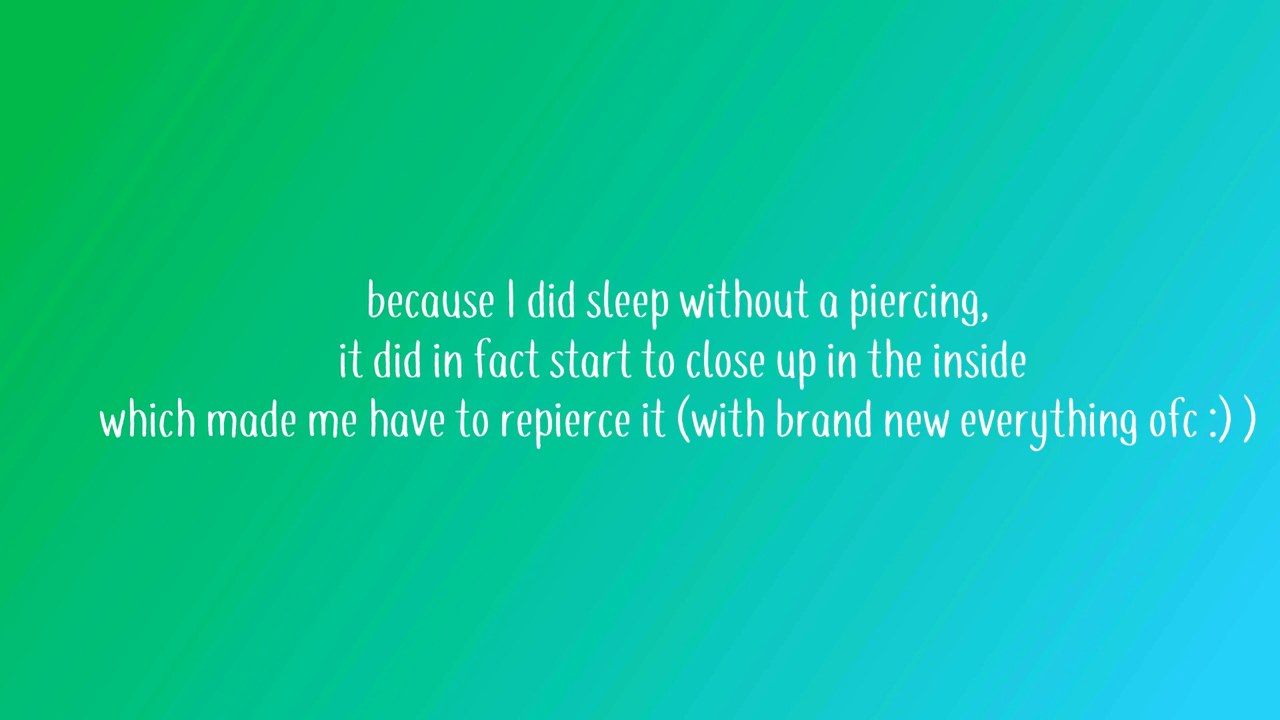 because I did sleep without a piercing,
it did in fact start to close up in the inside
which made me have to repierce it (with brand new everything ofc :) )